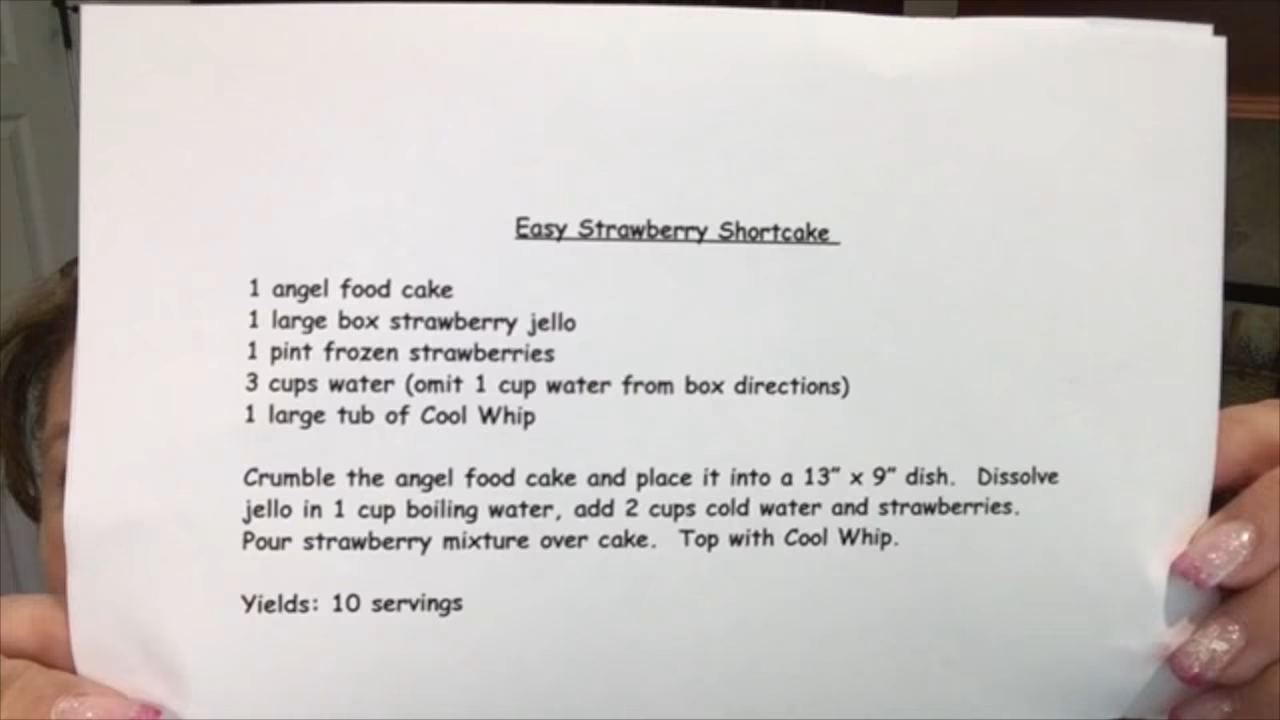 Easy Strawberry Shortcake
1 angel food cake
1 large box strawberry jello
1 pint frozen strawberries
3 cups water (omit 1 cup water from box directions)
1 large tub of Cool Whip
Crumble the angel food cake and place it into a 13” x 9” dish. Dissolve
jello in 1 cup boiling water, add 2 cups cold water and strawberries.
Pour strawberry mixture over cake. Top with Cool Whip.
Yields: 10 servings